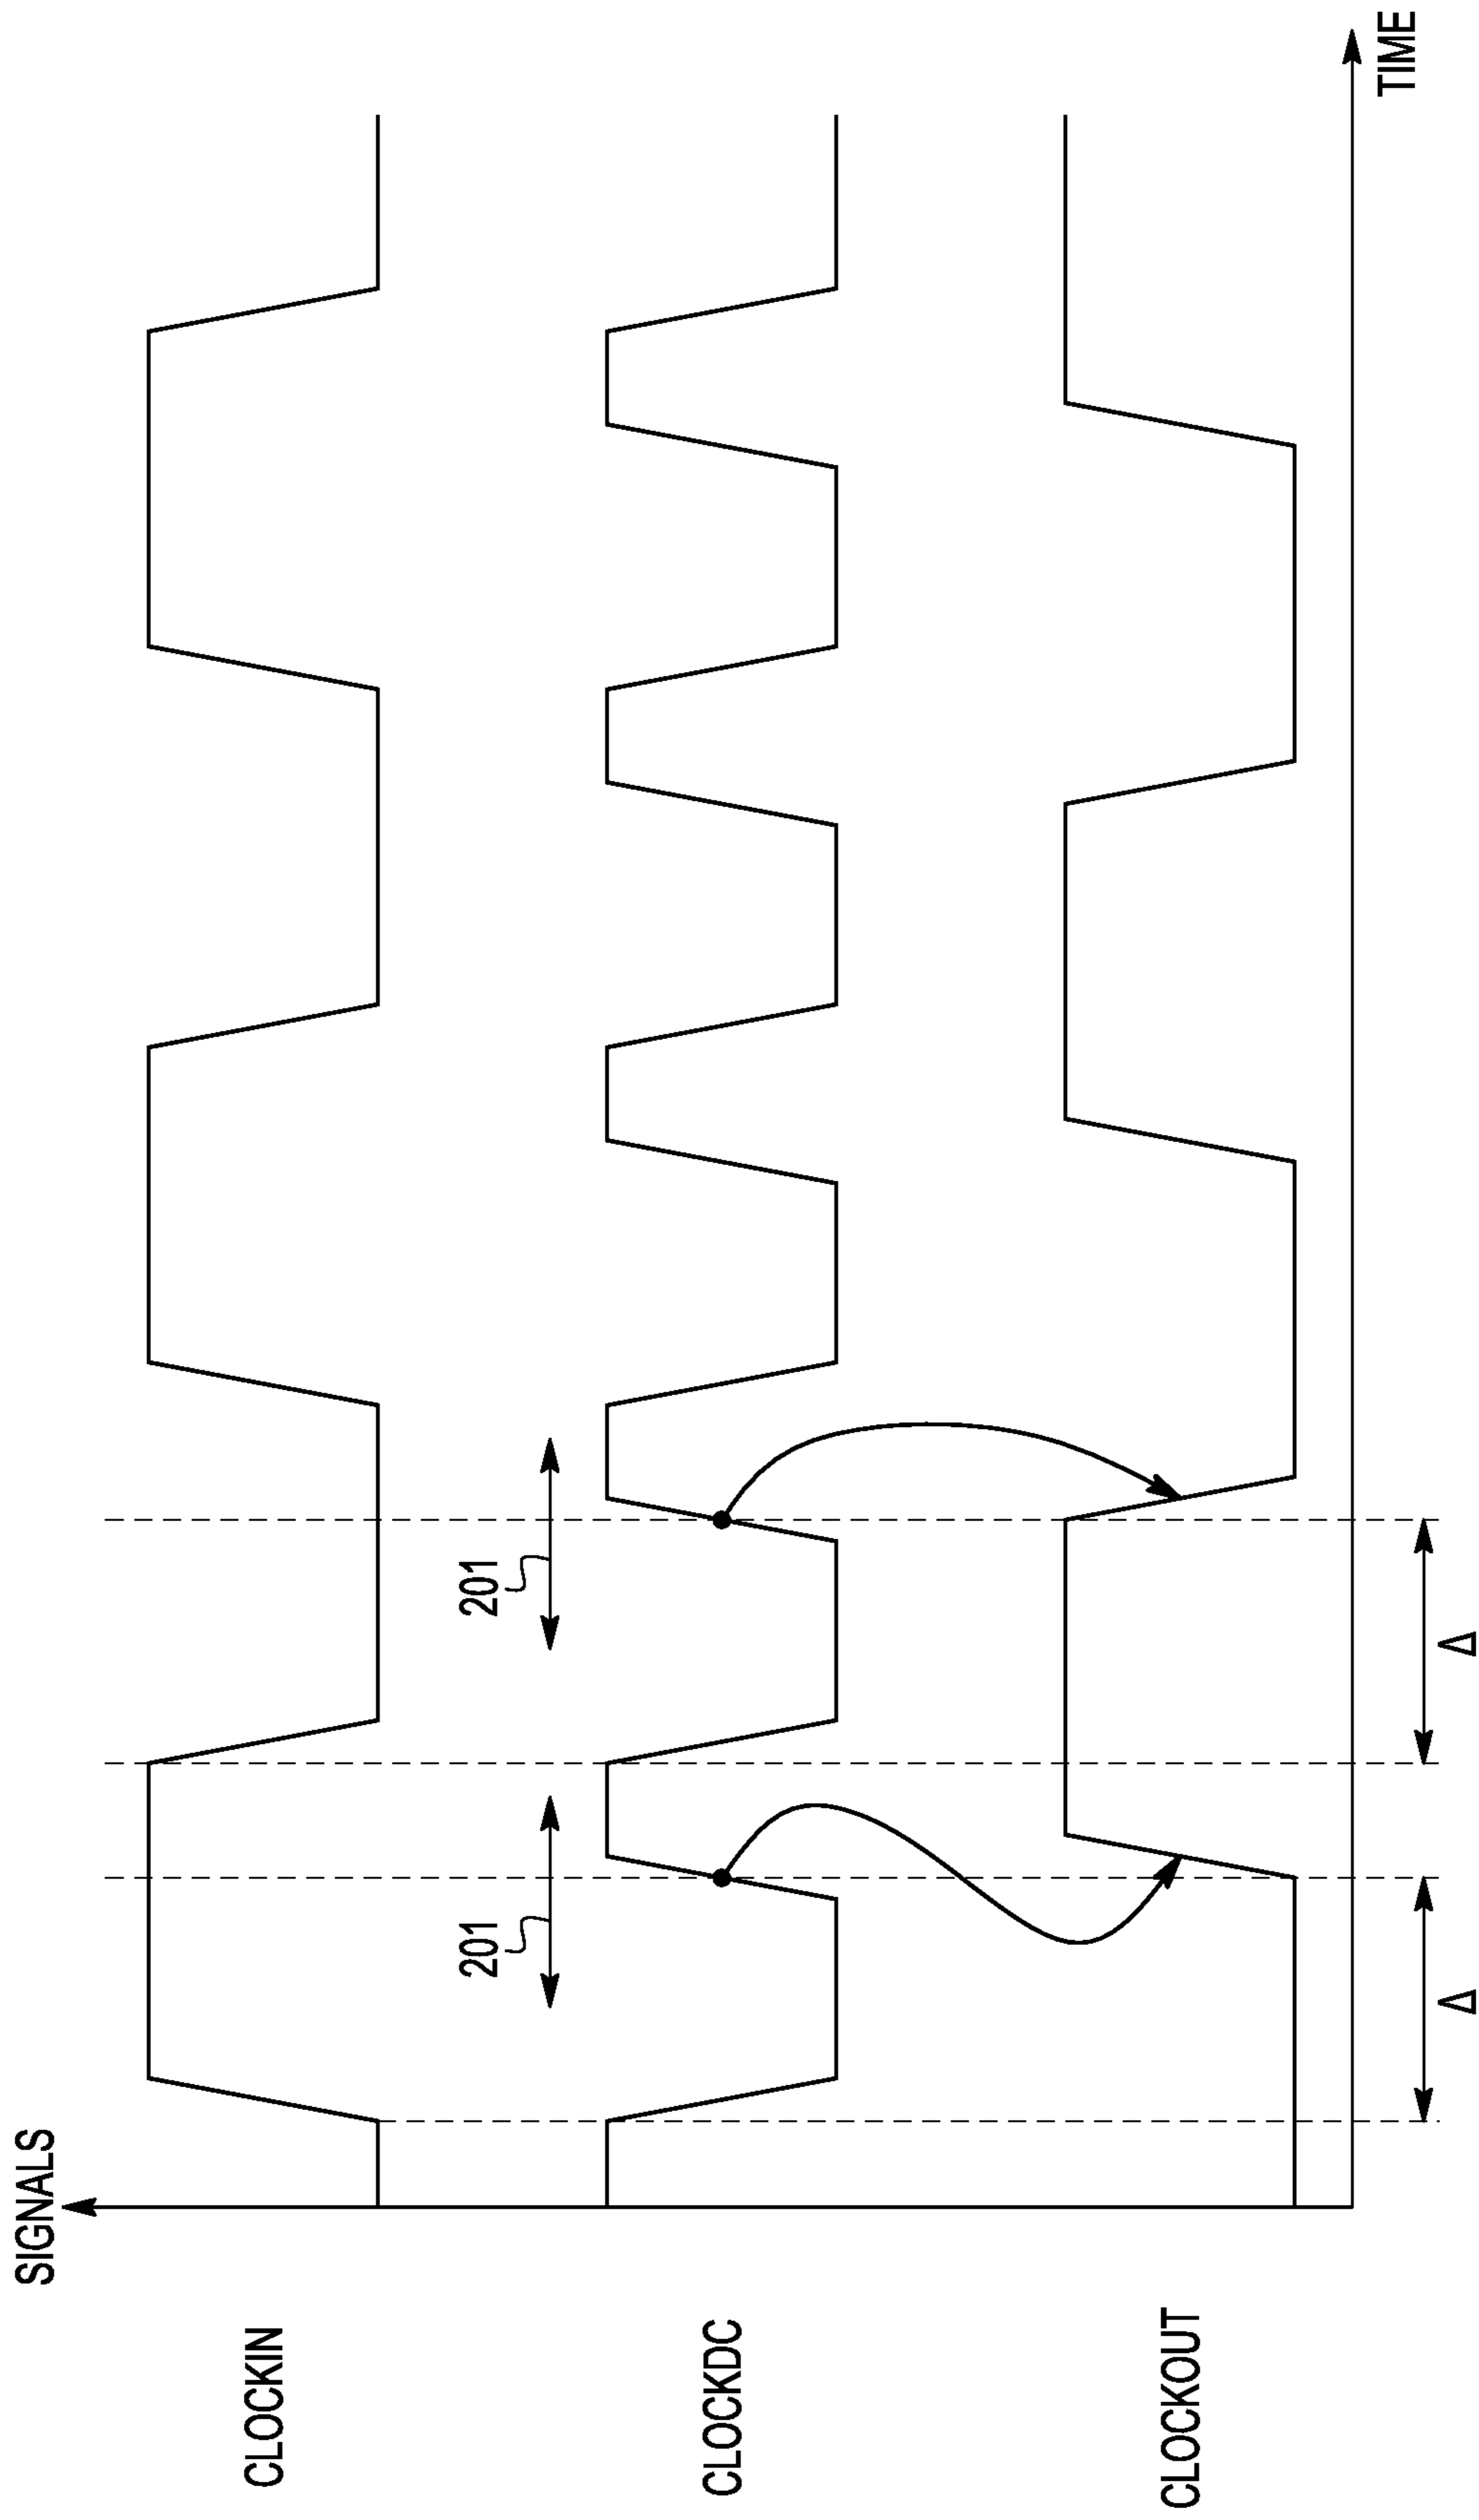 SIGNALS
CLOCKIN
201
201
CLOCKDC
CLOCKOUT
TIME
Δ
Δ